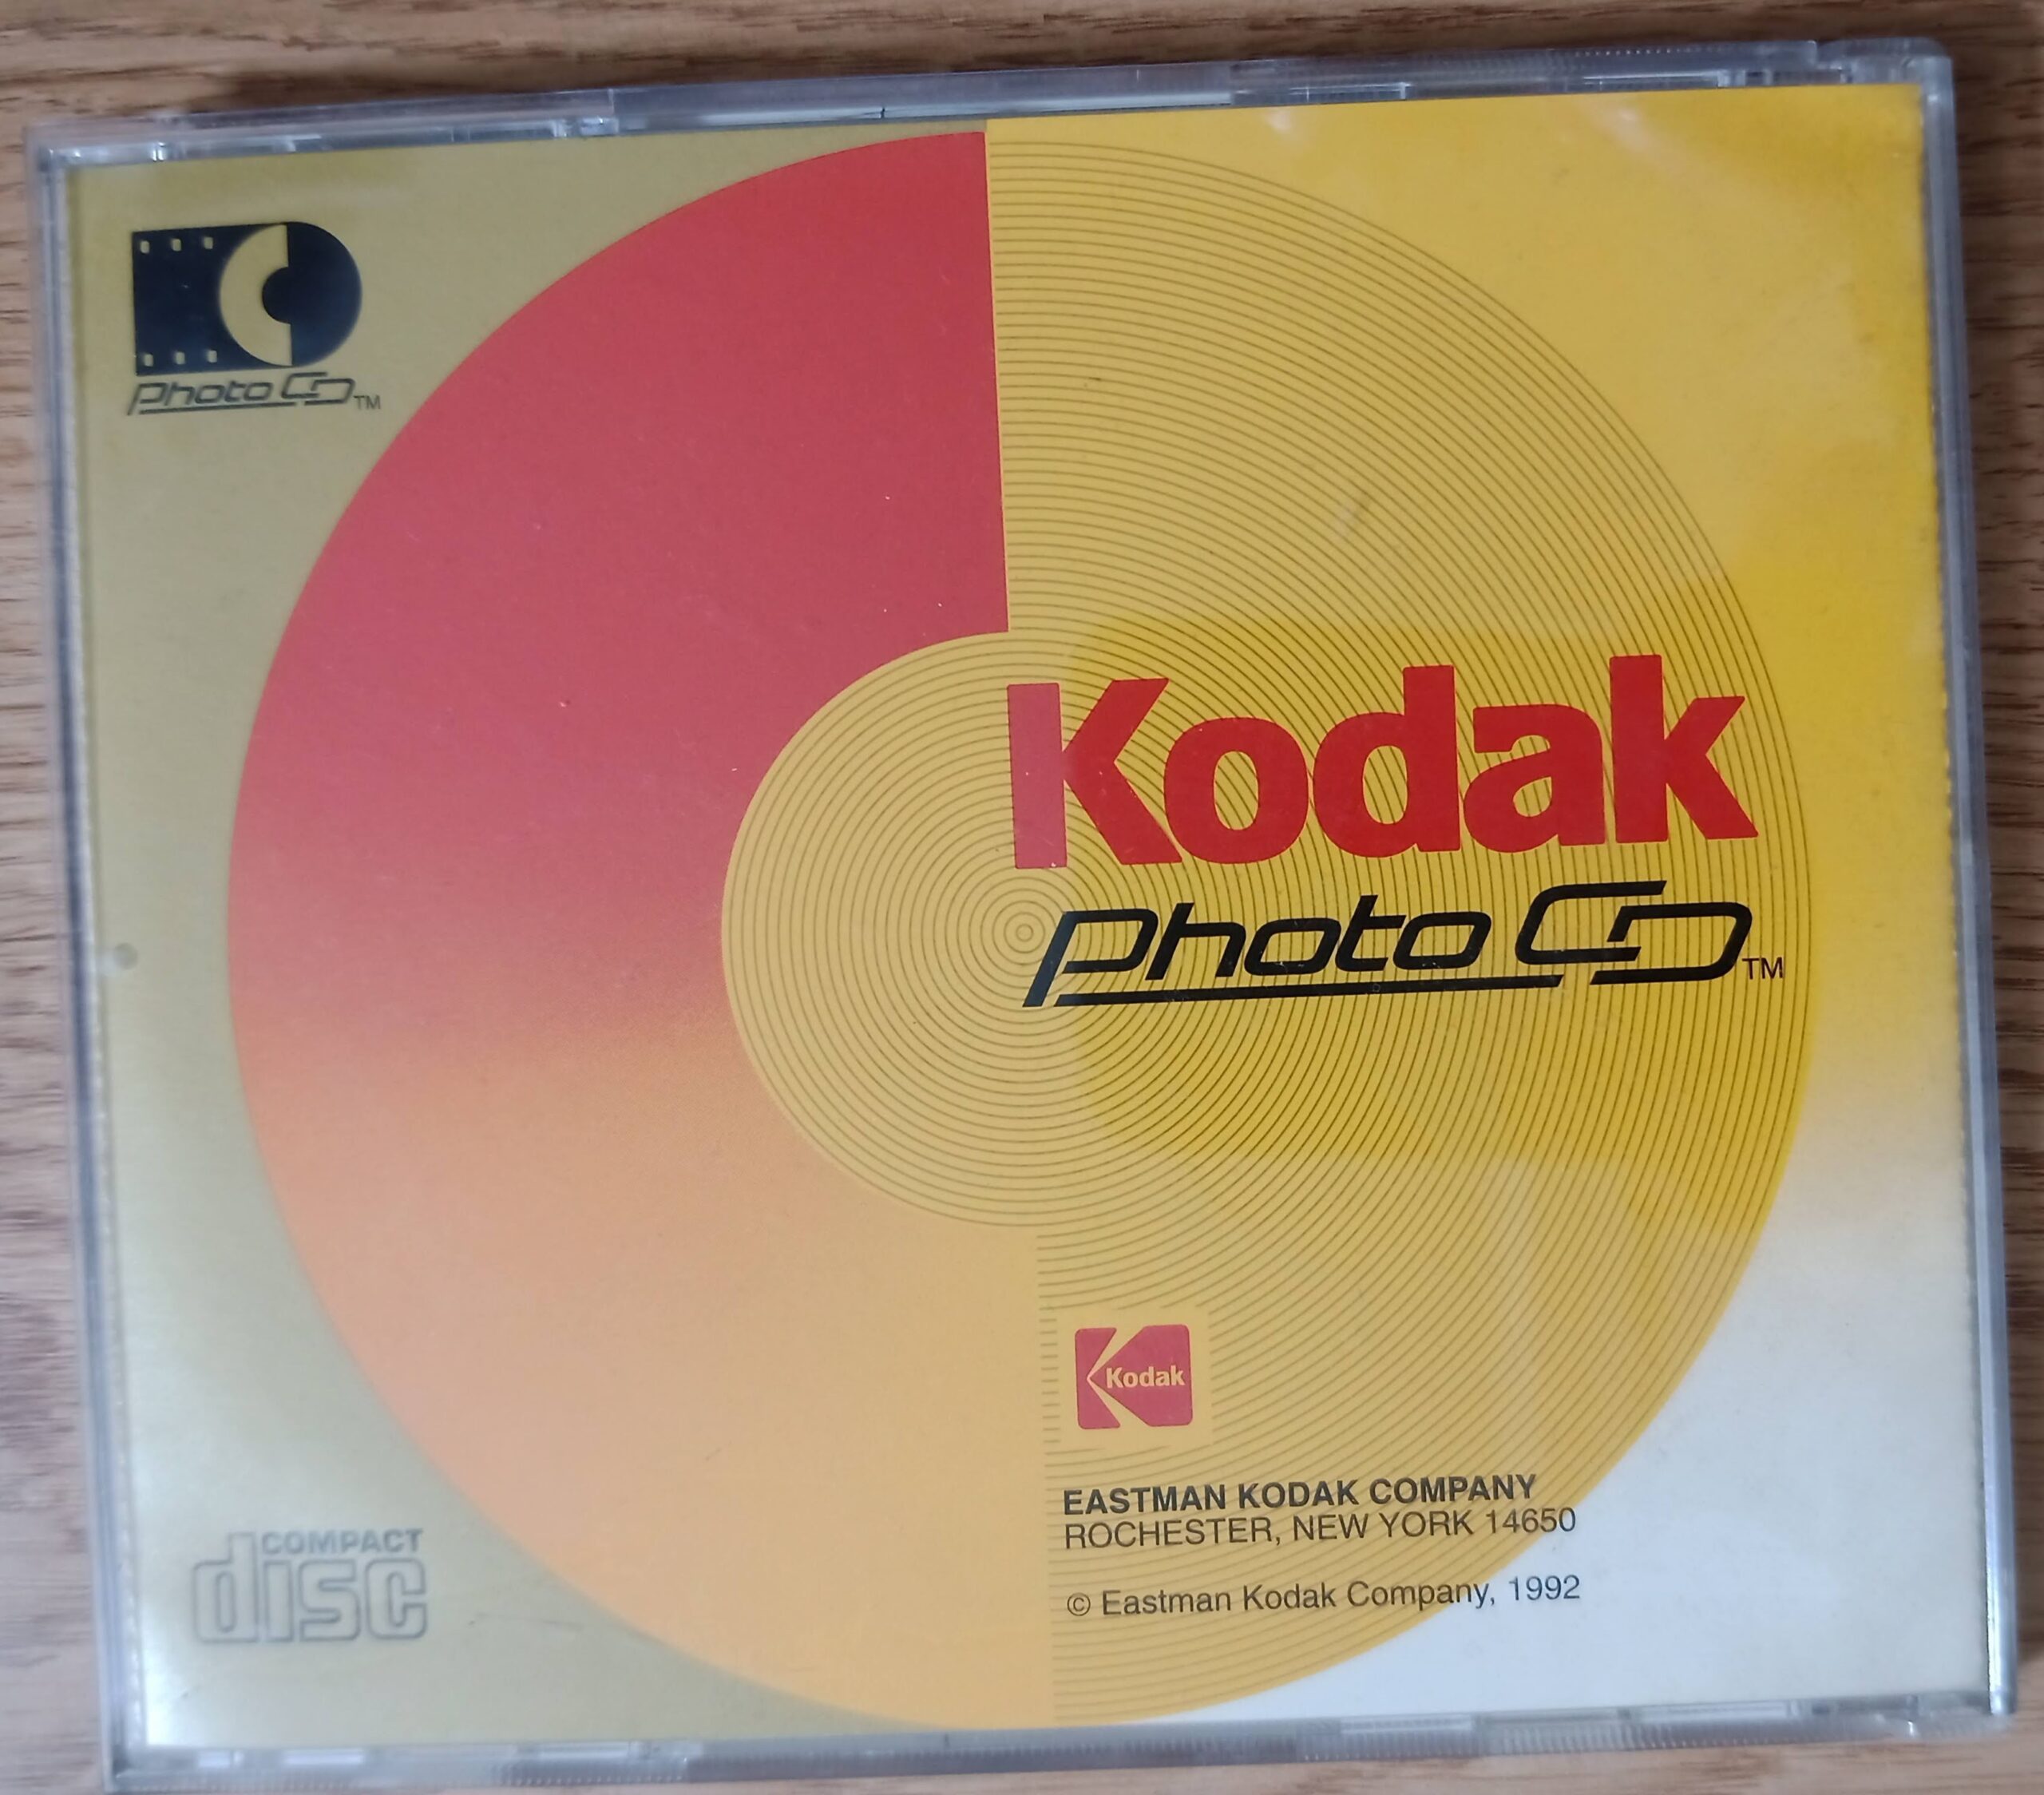 Photo CD™
Kodak
Photo CD™
Kodak
EASTMAN KODAK COMPANY
ROCHESTER, NEW YORK 14650
© Eastman Kodak Company, 1992
COMPACT
disc